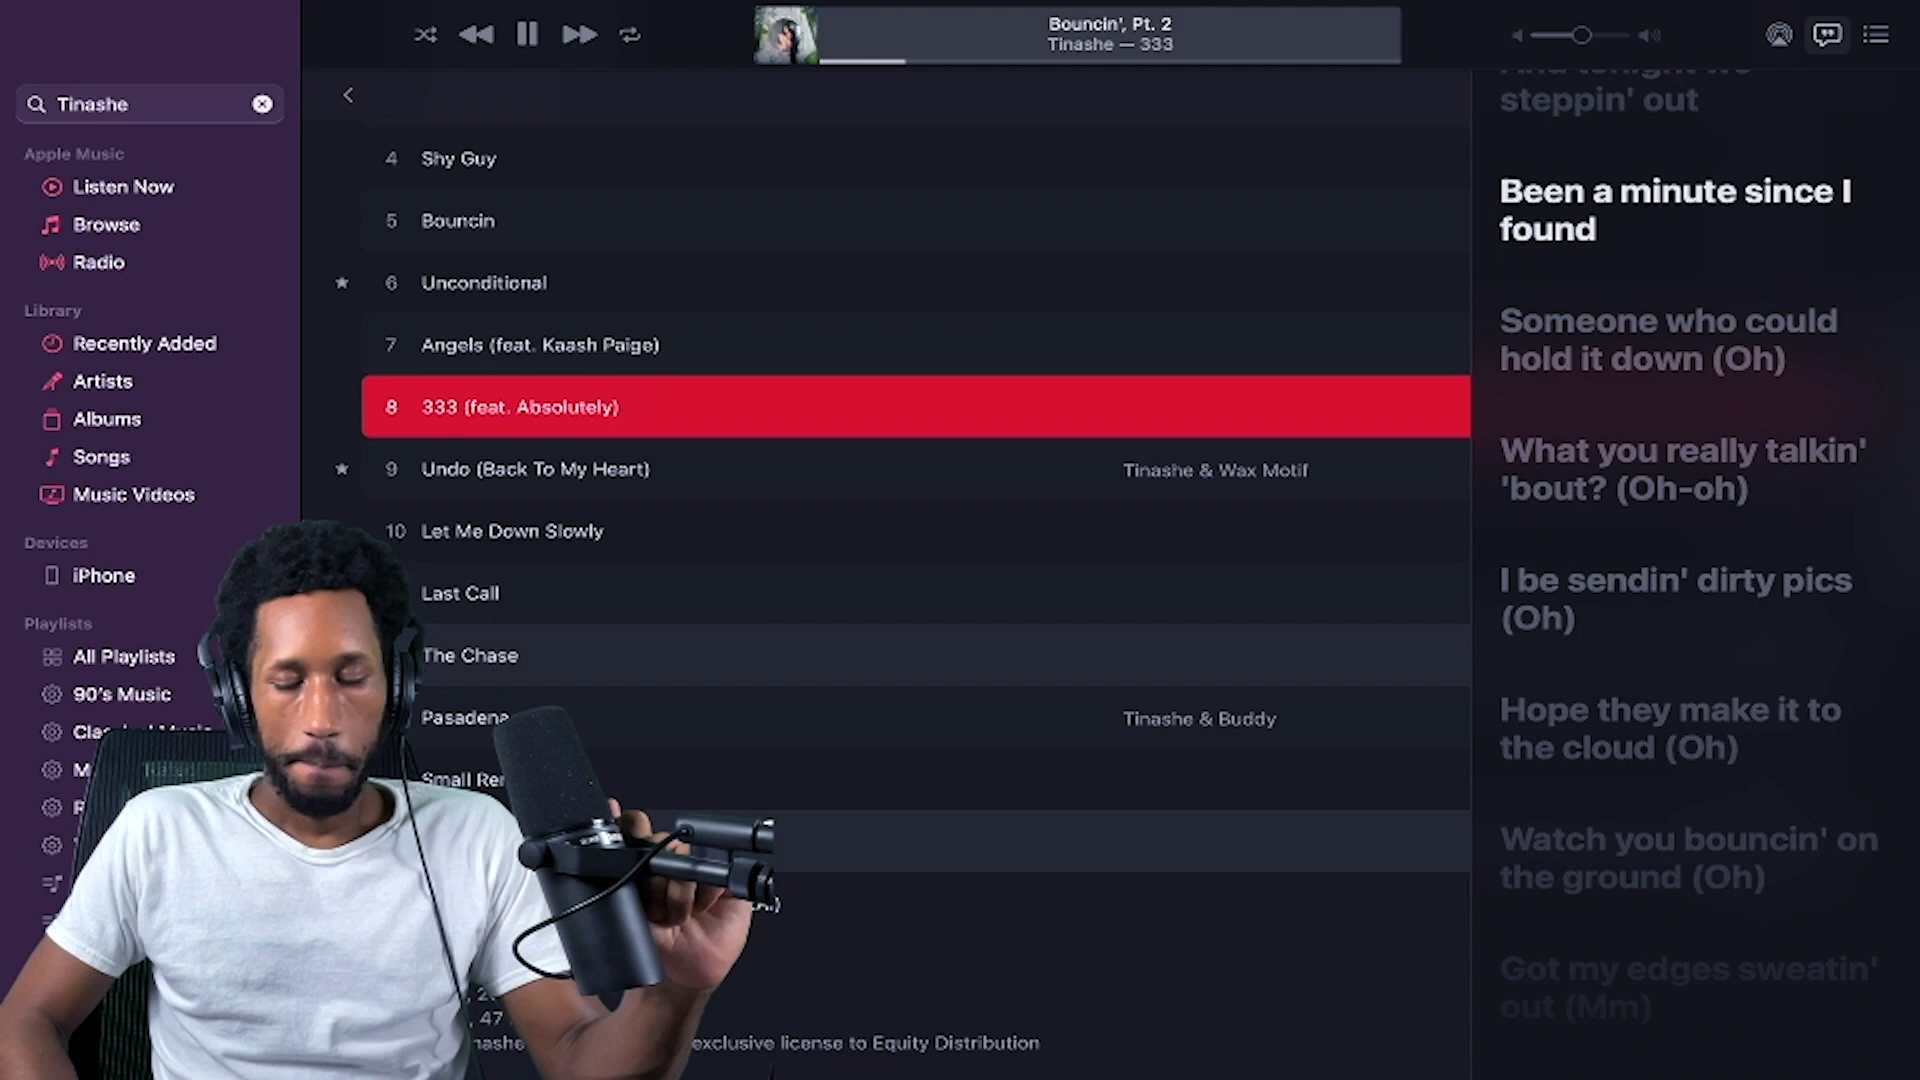 Bouncin', Pt. 2
Tinashe — 333
Tinashe
Apple Music
Listen Now
Browse
Radio
Library
Recently Added
Artists
Albums
Songs
Music Videos
Devices
iPhone
Playlists
All Playlists
90's Music
4 Shy Guy
5 Bouncin
★ 6 Unconditional
7 Angels (feat. Kaash Paige)
8 333 (feat. Absolutely)
★ 9 Undo (Back To My Heart) Tinashe & Wax Motif
10 Let Me Down Slowly
Last Call
The Chase
Pasadena Tinashe & Buddy
Small
, 47
exclusive license to Equity Distribution
steppin' out
Been a minute since I
found
Someone who could
hold it down (Oh)
What you really talkin'
'bout? (Oh-oh)
I be sendin' dirty pics
(Oh)
Hope they make it to
the cloud (Oh)
Watch you bouncin' on
the ground (Oh)
Got my edges sweatin'
out (Mm)